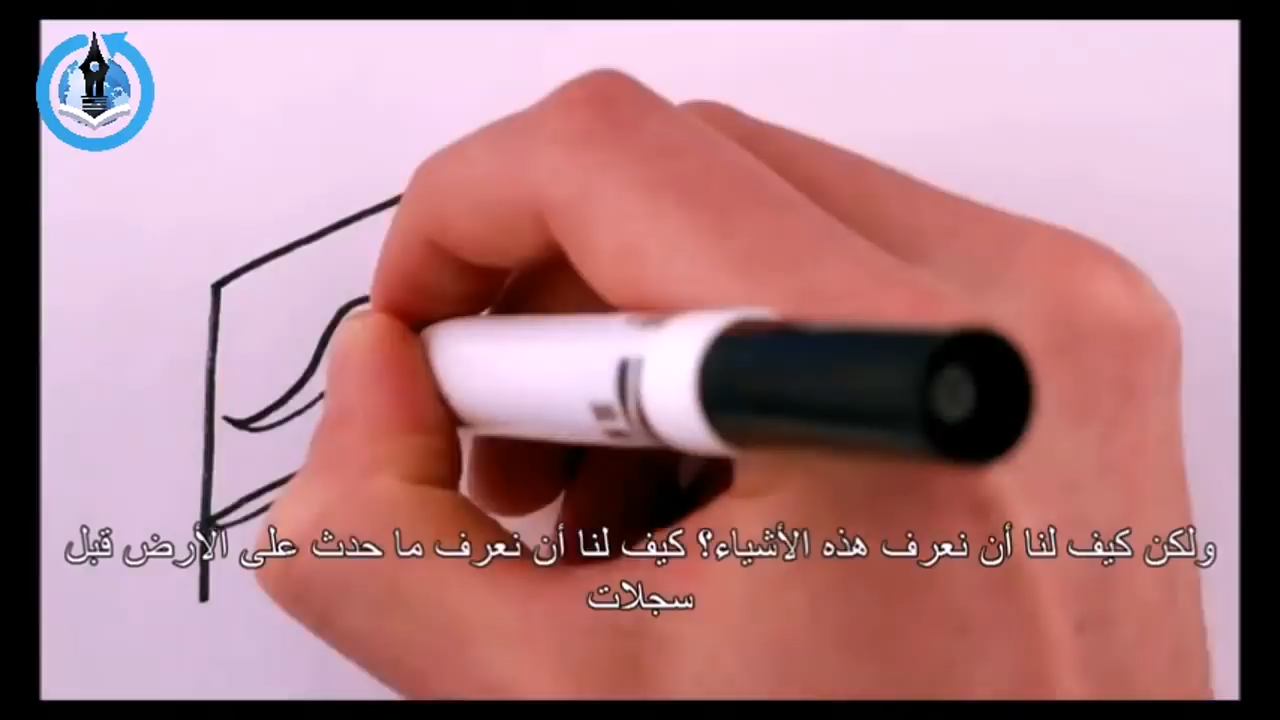 ولكن كيف لنا أن نعرف هذه الأشياء؟ كيف لنا أن نعرف ما حدث على الأرض قبل
سجلات